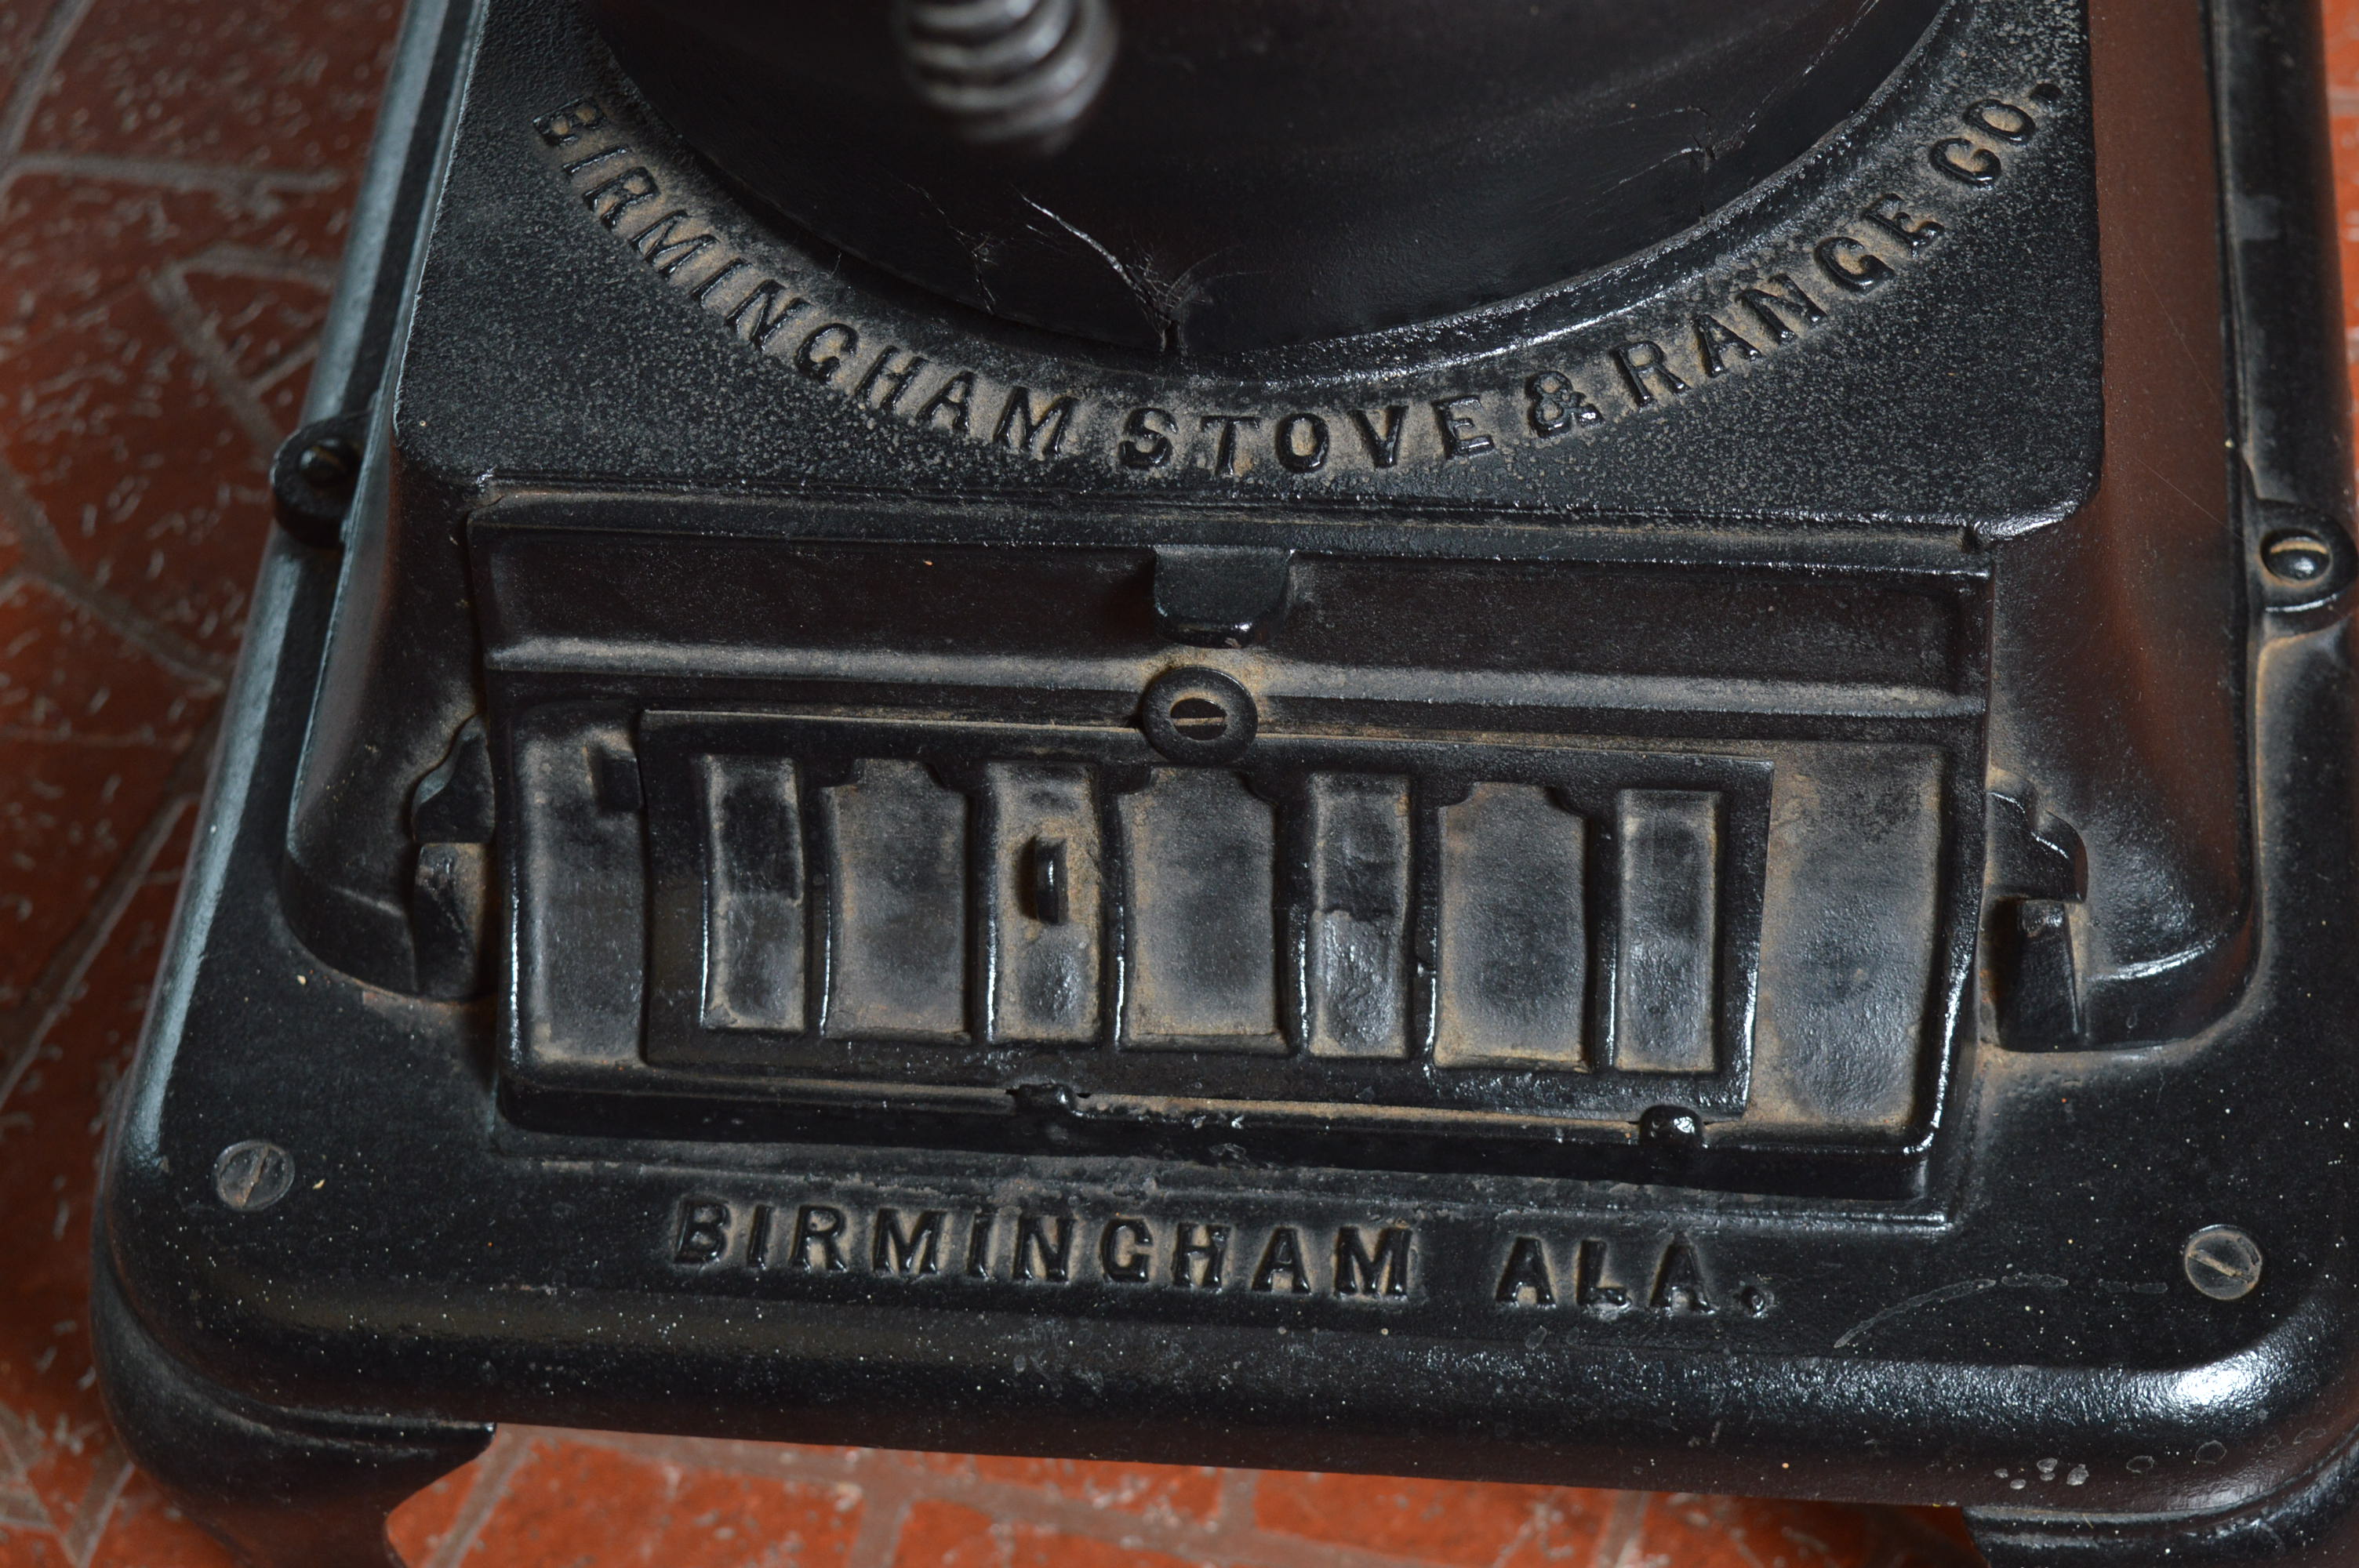 BIRMINGHAM STOVE & RANGE CO.
BIRMINGHAM ALA.